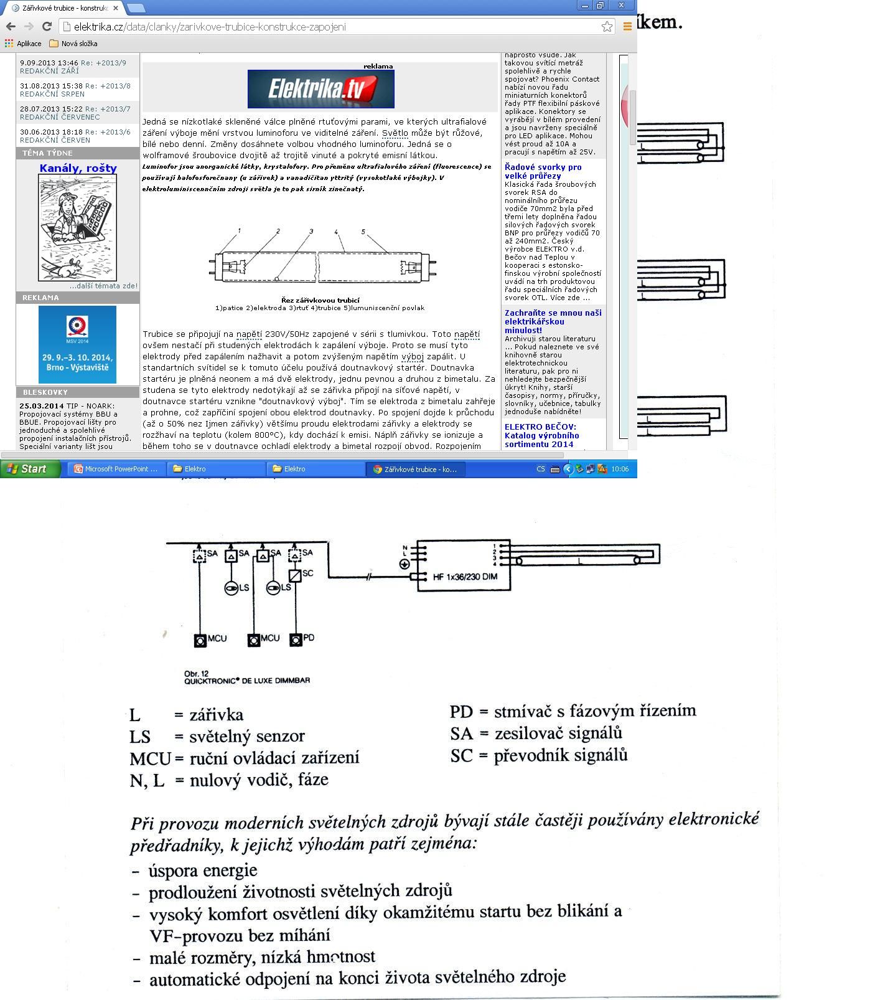 Zářivkové trubice - konstrukc
elektrika.cz/data/clanky/zarivkove-trubice-konstrukce-zapojeni
Aplikace
Nová složka
íkem.
9.09.2013 13:46 Re: +2013/9
REDAKČNÍ ZÁŘÍ
31.08.2013 15:38 Re: +2013/8
REDAKČNÍ SRPEN
28.07.2013 15:22 Re: +2013/7
REDAKČNÍ ČERVENEC
30.06.2013 18:18 Re: +2013/6
REDAKČNÍ ČERVEN
TÉMA TÝDNE
Kanály, rošty
...další témata zde!
REKLAMA
MSV 2014
29. 9.–3. 10. 2014,
Brno - Výstaviště
BLESKOVKY
25.03.2014 TIP - NOARK:
Propojovací systémy BBU a
BBUE. Propojovací lišty pro
jednoduché a spolehlivé
propojení instalačních přístrojů.
Speciální varianty lišt jsou
reklama
Elektrika.tv
Jedná se nízkotlaké skleněné válce plněné rtuťovými parami, ve kterých ultrafialové
záření výboje mění vrstvou luminoforu ve viditelné záření. Světlo může být růžové,
bílé nebo denní. Změny dosáhnete volbou vhodného luminoforu. Jedná se o
wolframové šroubovice dvojitě až trojitě vinuté a pokryté emisní látkou.
Luminofor jsou anorganické látky, krystalofory. Pro přeměnu ultrafialového záření (fluorescence) se
používají halofosforečnany (u zářivek) a vanadičitan yttritý (vysokotlaké výbojky). V
elektroluminiscennčním zdroji světla je to pak sirník zinečnatý.
1 2 3 4 5
Řez zářivkovou trubicí
1)patice 2)elektroda 3)rtuť 4)trubice 5)lumuniscenční povlak
Trubice se připojují na napětí 230V/50Hz zapojené v sérii s tlumivkou. Toto napětí
ovšem nestačí při studených elektrodách k zapálení výboje. Proto se musí tyto
elektrody před zapálením nažhavit a potom zvýšeným napětím výboj zapálit. U
standartních svítidel se k tomuto účelu používá doutnavkový startér. Doutnavka
startéru je plněná neonem a má dvě elektrody, jednu pevnou a druhou z bimetalu. Za
studena se tyto elektrody nedotýkají až se zářivka připojí na síťové napětí, v
doutnavce startéru vznikne "doutnavkový výboj". Tím se elektroda z bimetalu zahřeje
a prohne, což zapříčiní spojení obou elektrod doutnavky. Po spojení dojde k průchodu
(až o 50% nez Ijmen zářivky) většímu proudu elektrodami zářivky a elektrody se
rozžhaví na teplotu (kolem 800°C), kdy dochází k emisi. Náplň zářivky se ionizuje a
během toho se v doutnavce ochladí elektrody a bimetal rozpojí obvod. Rozpojením
naprosto všude. Jak
takovou svítící metráž
spolehlivě a rychle
spojovat? Phoenix Contact
nabízí novou řadu
miniaturních konektorů
řady PTF flexibilní páskové
aplikace. Konektory se
vyrábějí v bílém provedení
a jsou navrženy speciálně
pro LED aplikace. Mohou
vést proud až 10A a
pracují s napětím až 25V.
Řadové svorky pro
velké průřezy
Klasická řada šroubových
svorek RSA do
nominálního průřezu
vodiče 70mm2 byla před
třemi lety doplněna řadou
silových řadových svorek
BNP pro průřezy vodičů 70
až 240mm2. Český
výrobce ELEKTRO v.d.
Bečov nad Teplou v
kooperaci s estonsko-
finskou výrobní společností
uvádí na trh produktovou
řadu speciálních řadových
svorek OTL. Více zde ...
Zachraňte se mnou naši
elektrikářskou
minulost!
Archivuji starou literaturu
... Pokud naleznete ve své
knihovně starou
elektrotechnickou
literaturu, pak pro ni
nehledejte bezpečnější
úkryt! Knihy, starší
časopisy, normy, příručky,
slovníky, učebnice, tabulky
jednoduše nabídněte!
ELEKTRO BEČOV:
Katalog výrobního
sortimentu 2014
L
L
L
L
L
Start
Microsoft PowerPoint ...
Elektro
Elektro
Zářivkové trubice - ko...
CS
10:06
SA SA SA SA
SC
LS LS
MCU MCU PD
N
L
1
2
3
4
HF 1x36/230 DIM
L
Obr. 12
QUICKTRONIC® DE LUXE DIMMBAR
L = zářivka
LS = světelný senzor
MCU = ruční ovládací zařízení
N, L = nulový vodič, fáze
PD = stmívač s fázovým řízením
SA = zesilovač signálů
SC = převodník signálů
Při provozu moderních světelných zdrojů bývají stále častěji používány elektronické
předřadníky, k jejichž výhodám patří zejména:
– úspora energie
– prodloužení životnosti světelných zdrojů
– vysoký komfort osvětlení díky okamžitému startu bez blikání a
VF-provozu bez míhání
– malé rozměry, nízká hmotnost
– automatické odpojení na konci života světelného zdroje